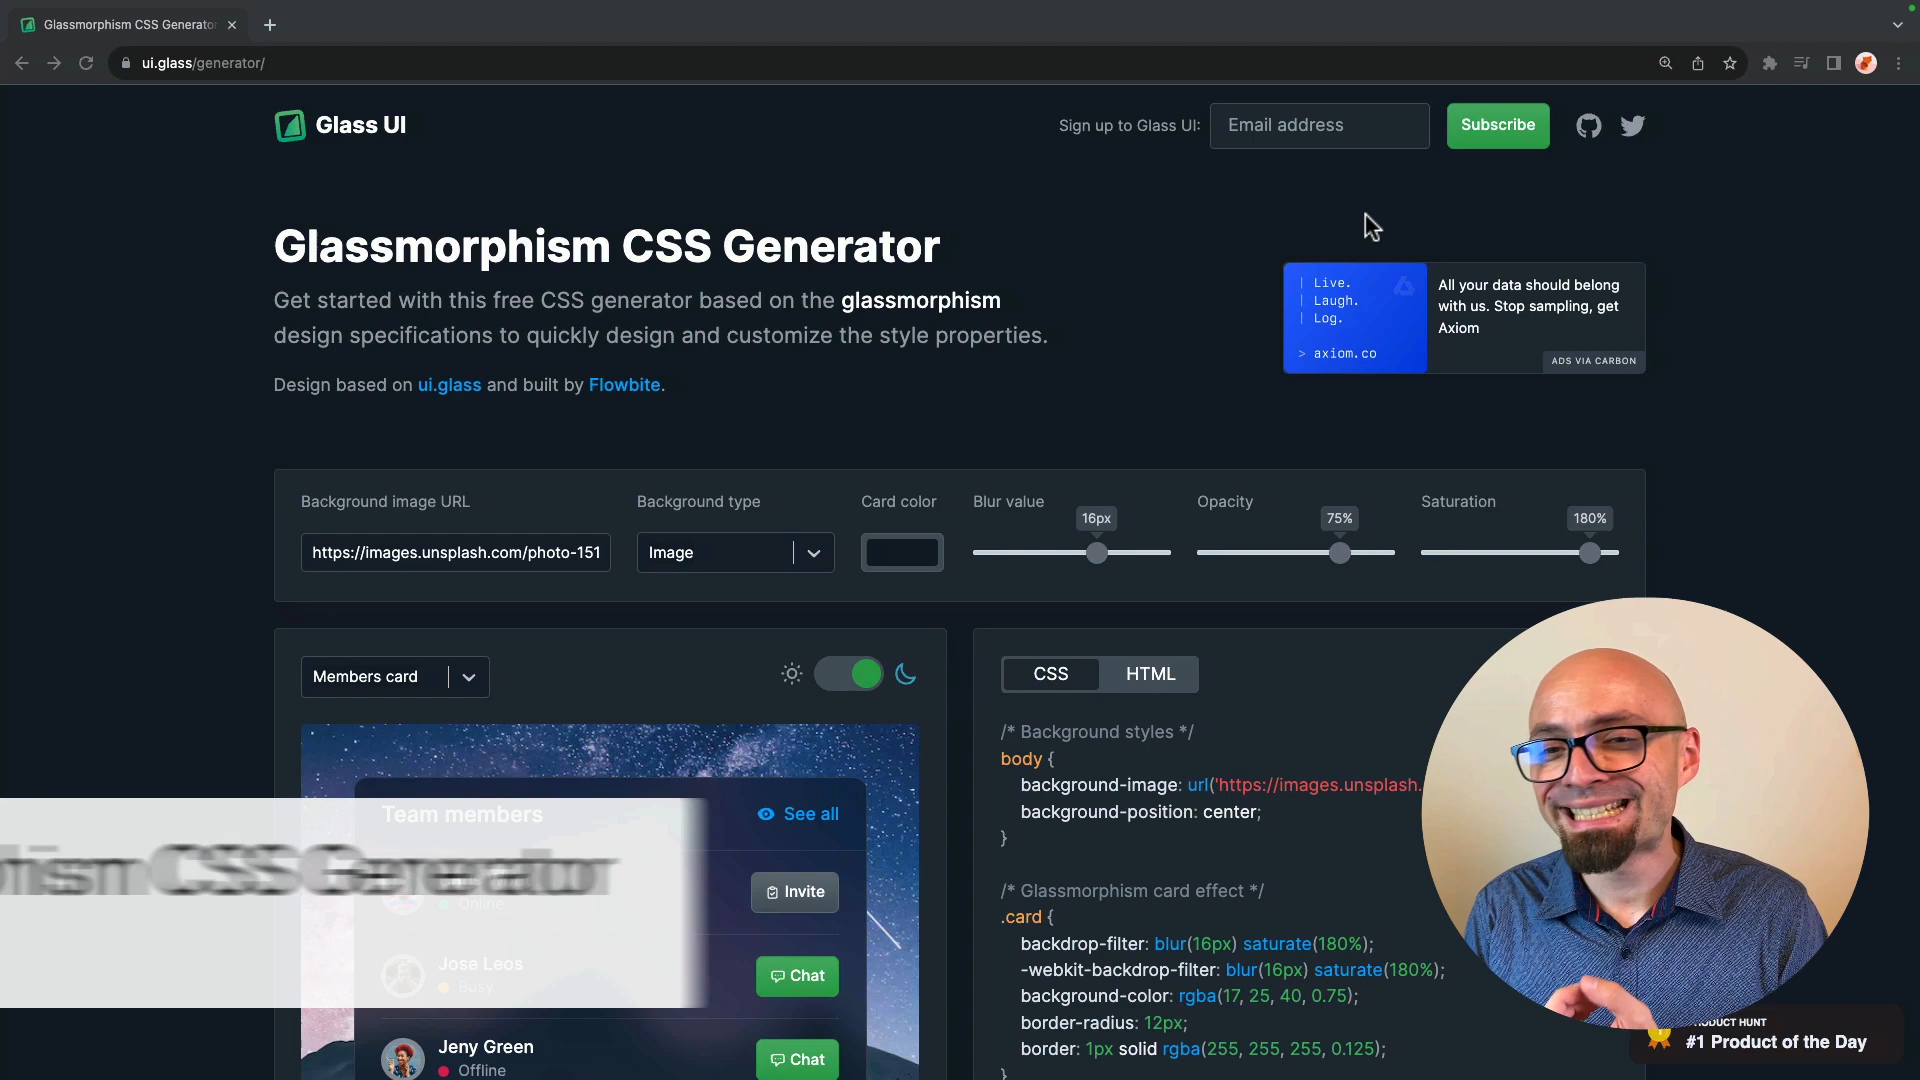 Glassmorphism CSS Generator
ui.glass/generator/
Glass UI
Sign up to Glass UI:
Email address
Subscribe
Glassmorphism CSS Generator
Get started with this free CSS generator based on the glassmorphism
design specifications to quickly design and customize the style properties.
Design based on ui.glass and built by Flowbite.
| Live.
| Laugh.
| Log.
> axiom.co
All your data should belong
with us. Stop sampling, get
Axiom
ADS VIA CARBON
Background image URL
Background type
Card color
Blur value
Opacity
Saturation
16px
75%
180%
https://images.unsplash.com/photo-151
Image
Members card
Team members
See all
CSS Generator
Online
Invite
Jose Leos
Busy
Chat
Jeny Green
Offline
Chat
CSS
HTML
/* Background styles */
body {
background-image: url('https://images.unsplash.
background-position: center;
}
/* Glassmorphism card effect */
.card {
backdrop-filter: blur(16px) saturate(180%);
-webkit-backdrop-filter: blur(16px) saturate(180%);
background-color: rgba(17, 25, 40, 0.75);
border-radius: 12px;
border: 1px solid rgba(255, 255, 255, 0.125);
}
PRODUCT HUNT
#1 Product of the Day